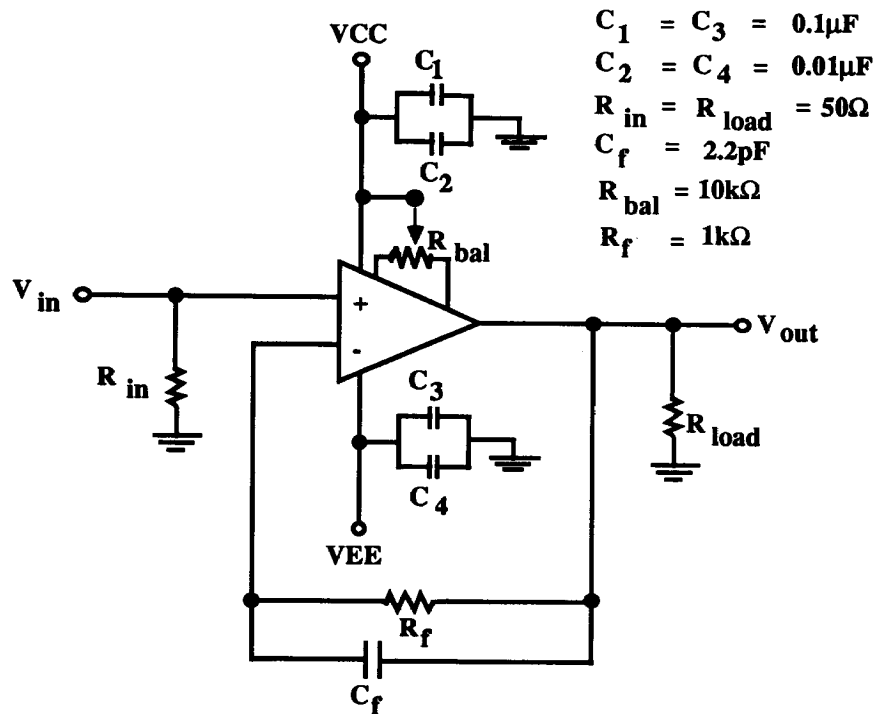 C1 = C3 = 0.1μF
C2 = C4 = 0.01μF
Rin = Rload = 50Ω
Cf = 2.2pF
Rbal = 10kΩ
Rf = 1kΩ
VCC
C1
C2
Rbal
Vin
+
-
Vout
Rin
C3
Rload
C4
VEE
Rf
Cf